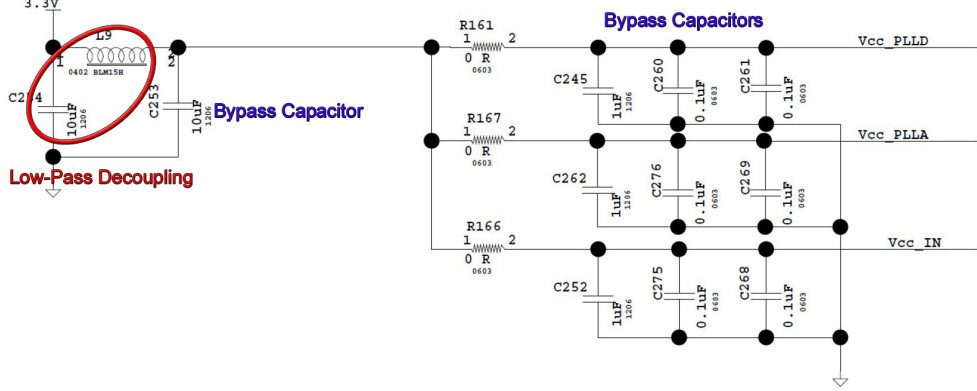 3.3V
L9
1
2
2
0402 BLM15H
C254
10uF
1206
C253
10uF
1206
Bypass Capacitor
Low-Pass Decoupling
Bypass Capacitors
R161
1 2
0 R
0603
C245
1uF
1206
C260
0.1uF
0603
C261
0.1uF
0603
Vcc_PLLD
R167
1 2
0 R
0603
C262
1uF
1206
C276
0.1uF
0603
C269
0.1uF
0603
Vcc_PLLA
R166
1 2
0 R
0603
C252
1uF
1206
C275
0.1uF
0603
C268
0.1uF
0603
Vcc_IN